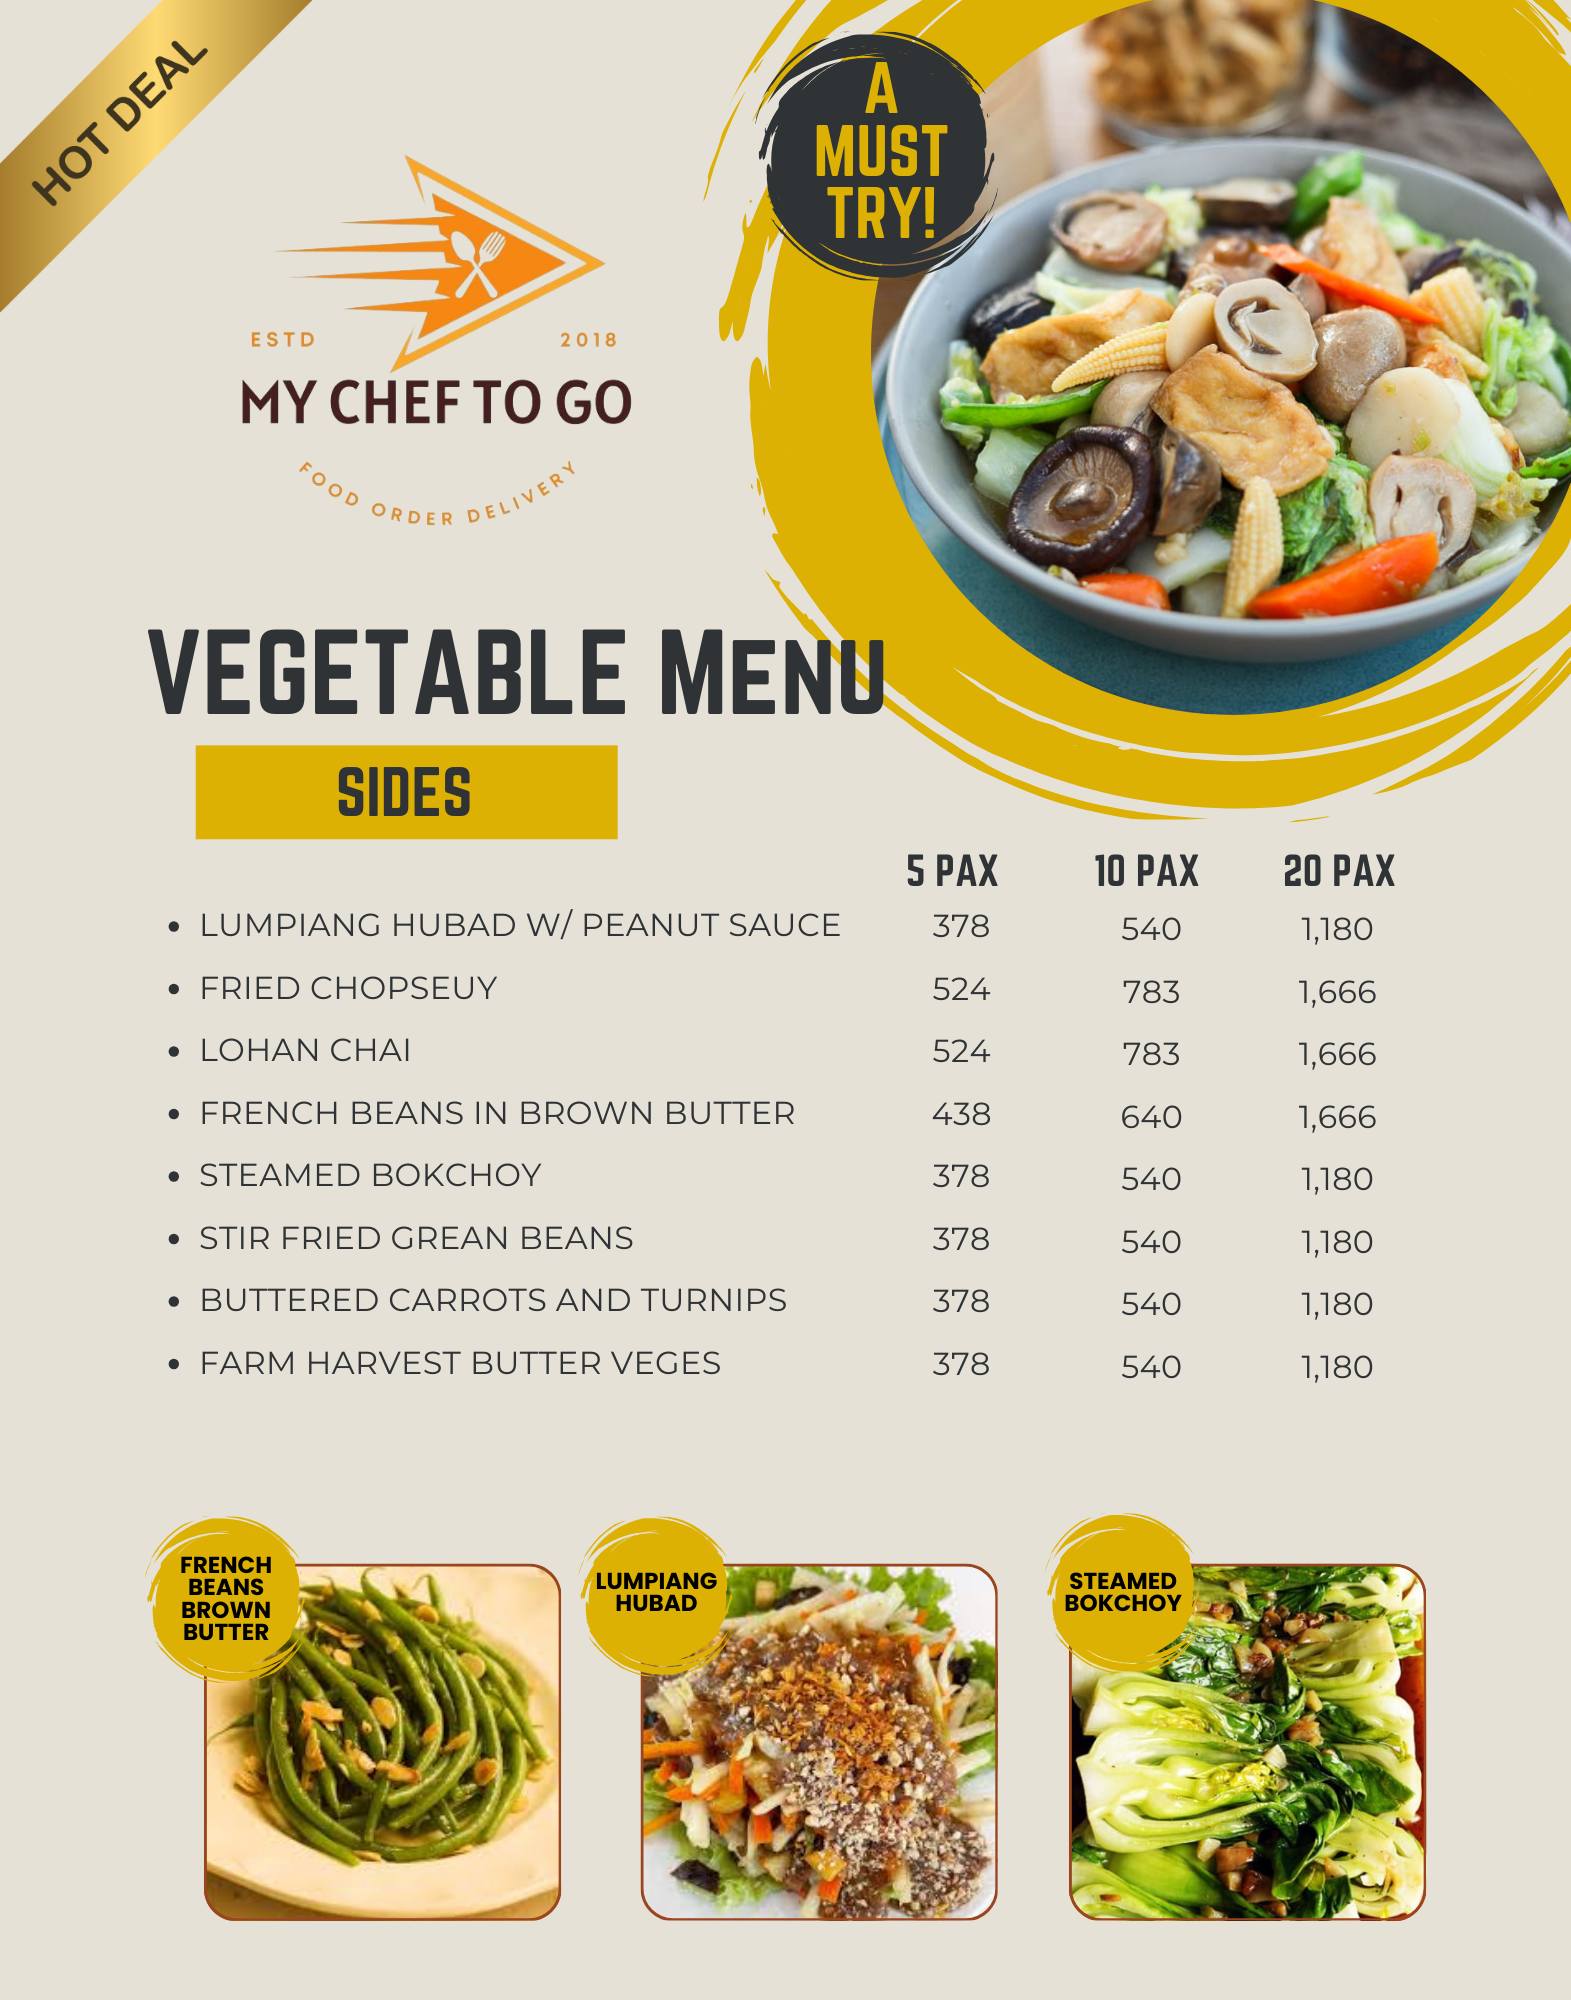 HOT DEAL
A
MUST
TRY!
ESTD 2018
MY CHEF TO GO
FOOD ORDER DELIVERY
VEGETABLE MENU
SIDES
5 PAX 10 PAX 20 PAX
• LUMPIANG HUBAD W/ PEANUT SAUCE 378 540 1,180
• FRIED CHOPSEUY 524 783 1,666
• LOHAN CHAI 524 783 1,666
• FRENCH BEANS IN BROWN BUTTER 438 640 1,666
• STEAMED BOKCHOY 378 540 1,180
• STIR FRIED GREAN BEANS 378 540 1,180
• BUTTERED CARROTS AND TURNIPS 378 540 1,180
• FARM HARVEST BUTTER VEGES 378 540 1,180
FRENCH
BEANS
BROWN
BUTTER
LUMPIANG
HUBAD
STEAMED
BOKCHOY